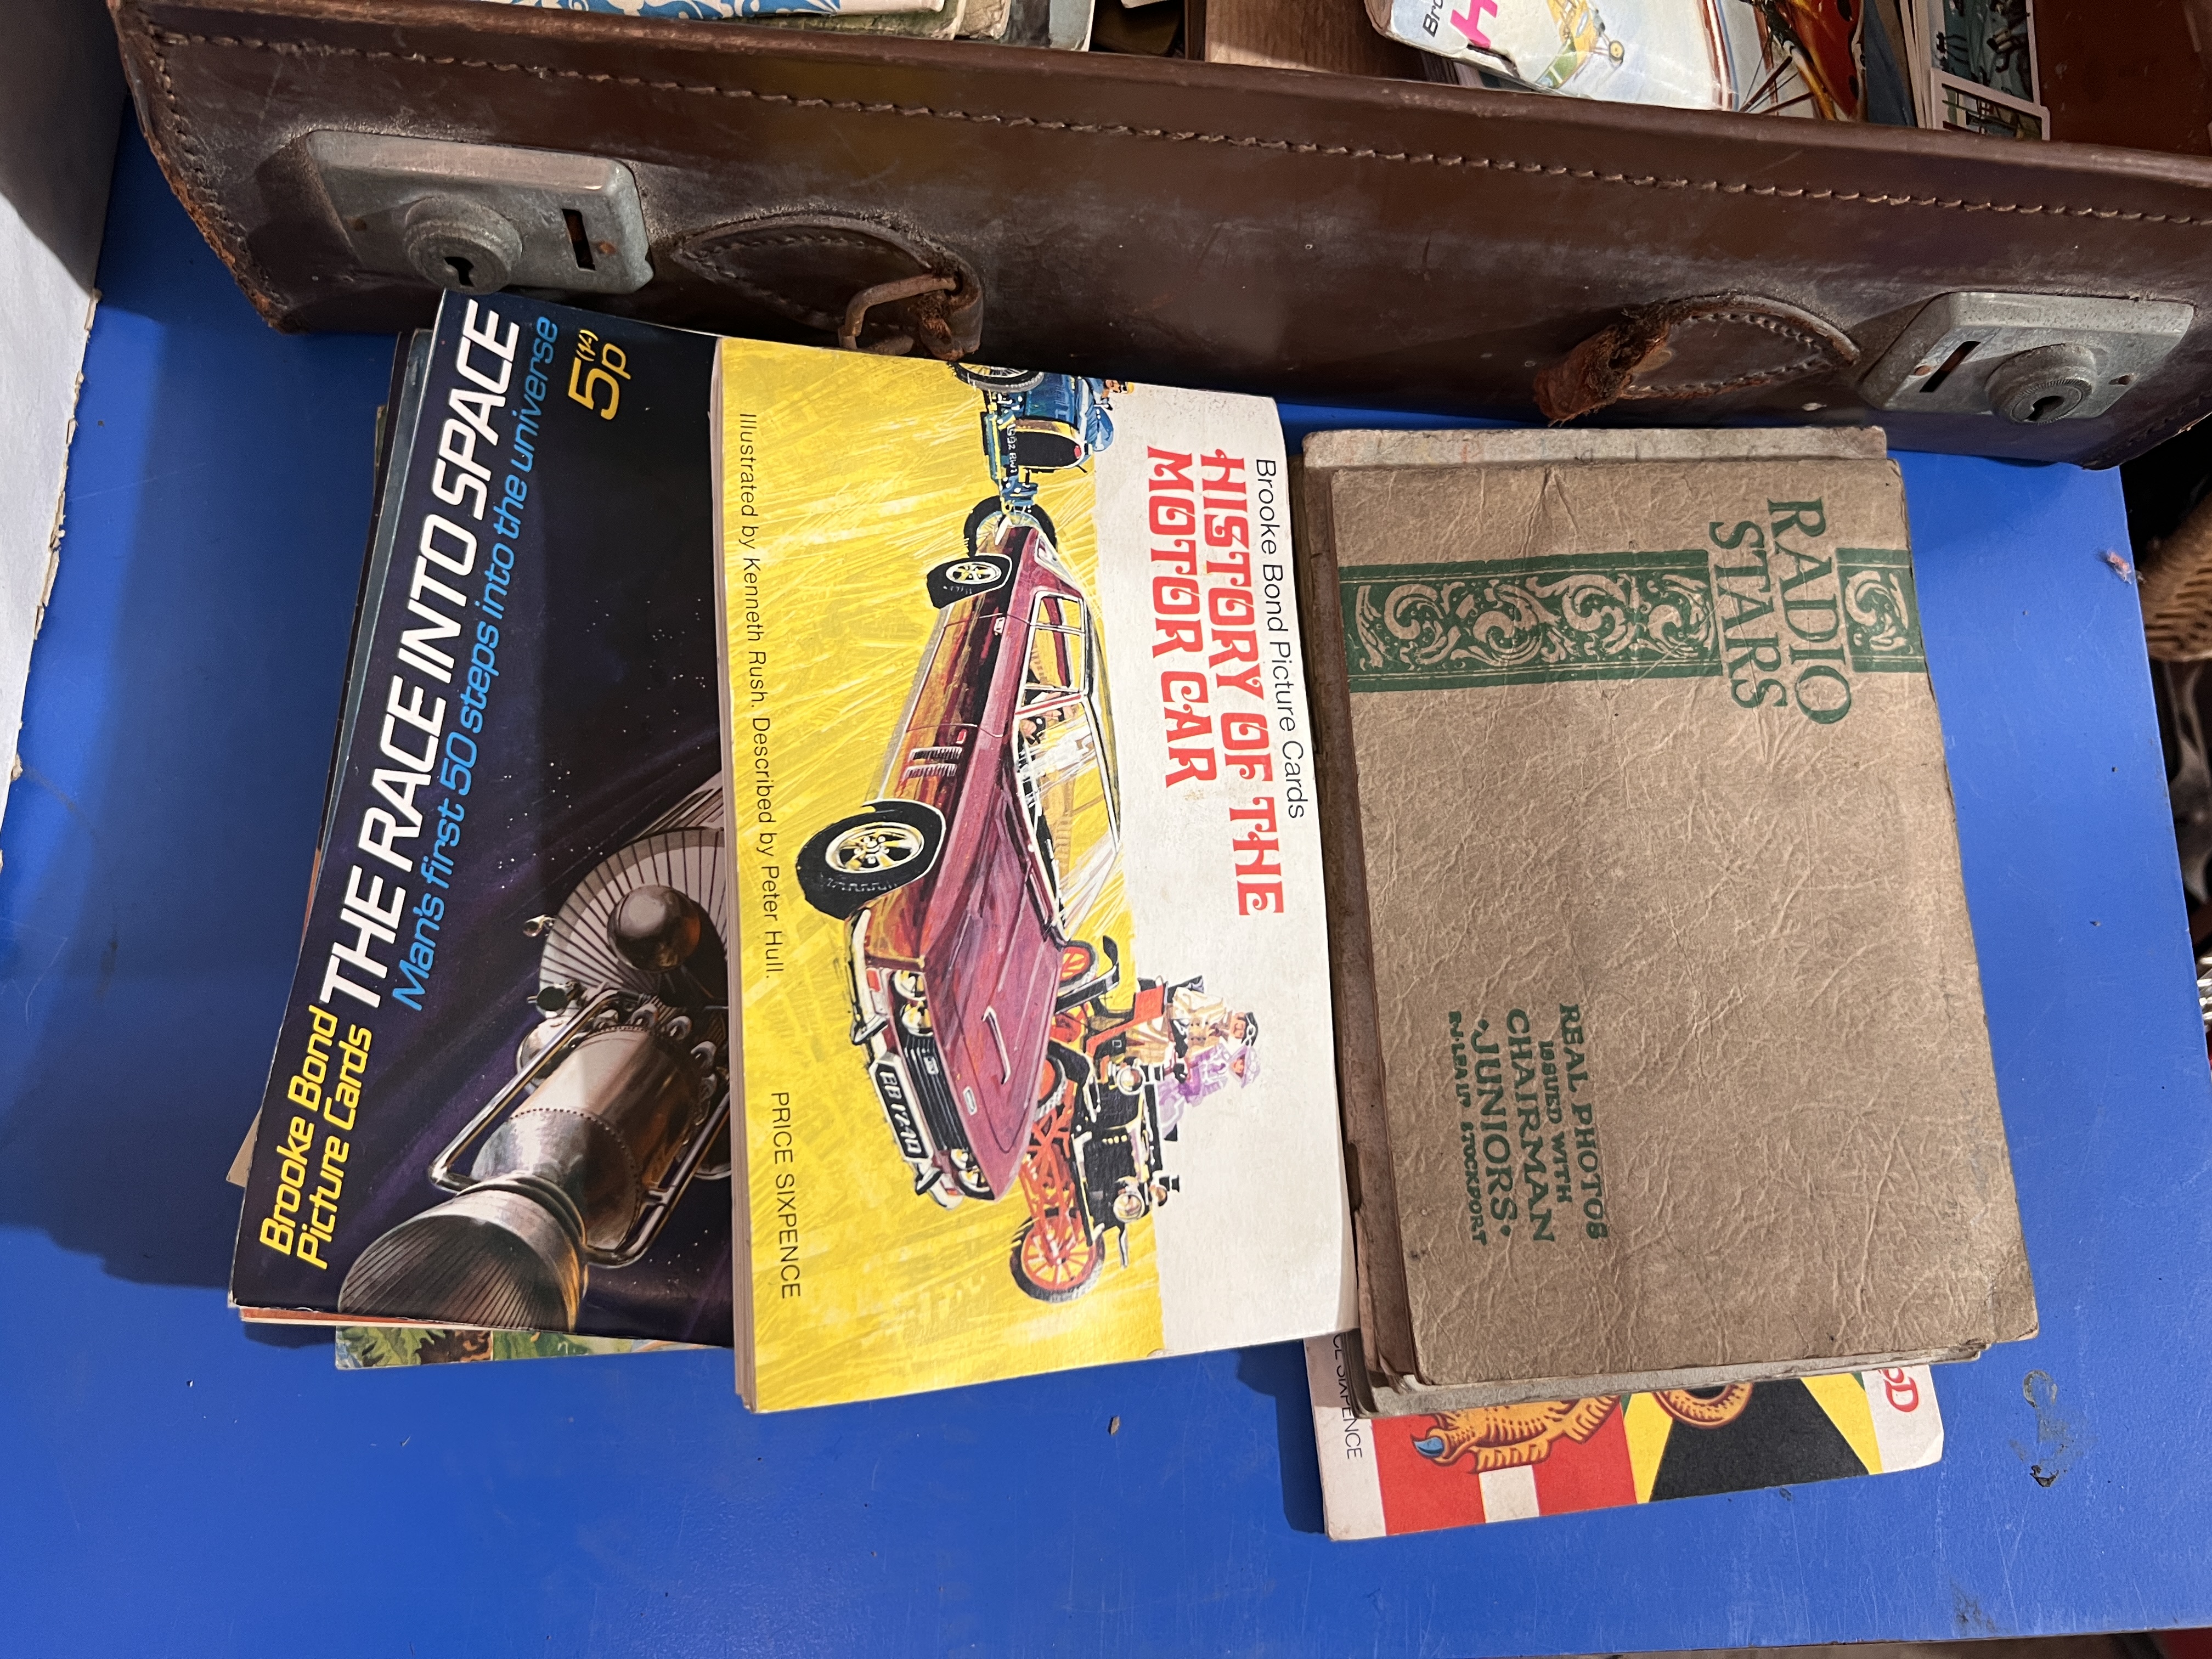 THE RACE INTO SPACE
Man's first 50 steps into the universe
5p
(1/-)
Brooke Bond
Picture Cards
Brooke Bond Picture Cards
HISTORY OF THE
MOTOR CAR
Illustrated by Kenneth Rush. Described by Peter Hull.
PRICE SIXPENCE
RADIO
STARS
REAL PHOTOS
ISSUED WITH
CHAIRMAN
"JUNIORS."
SIXPENCE